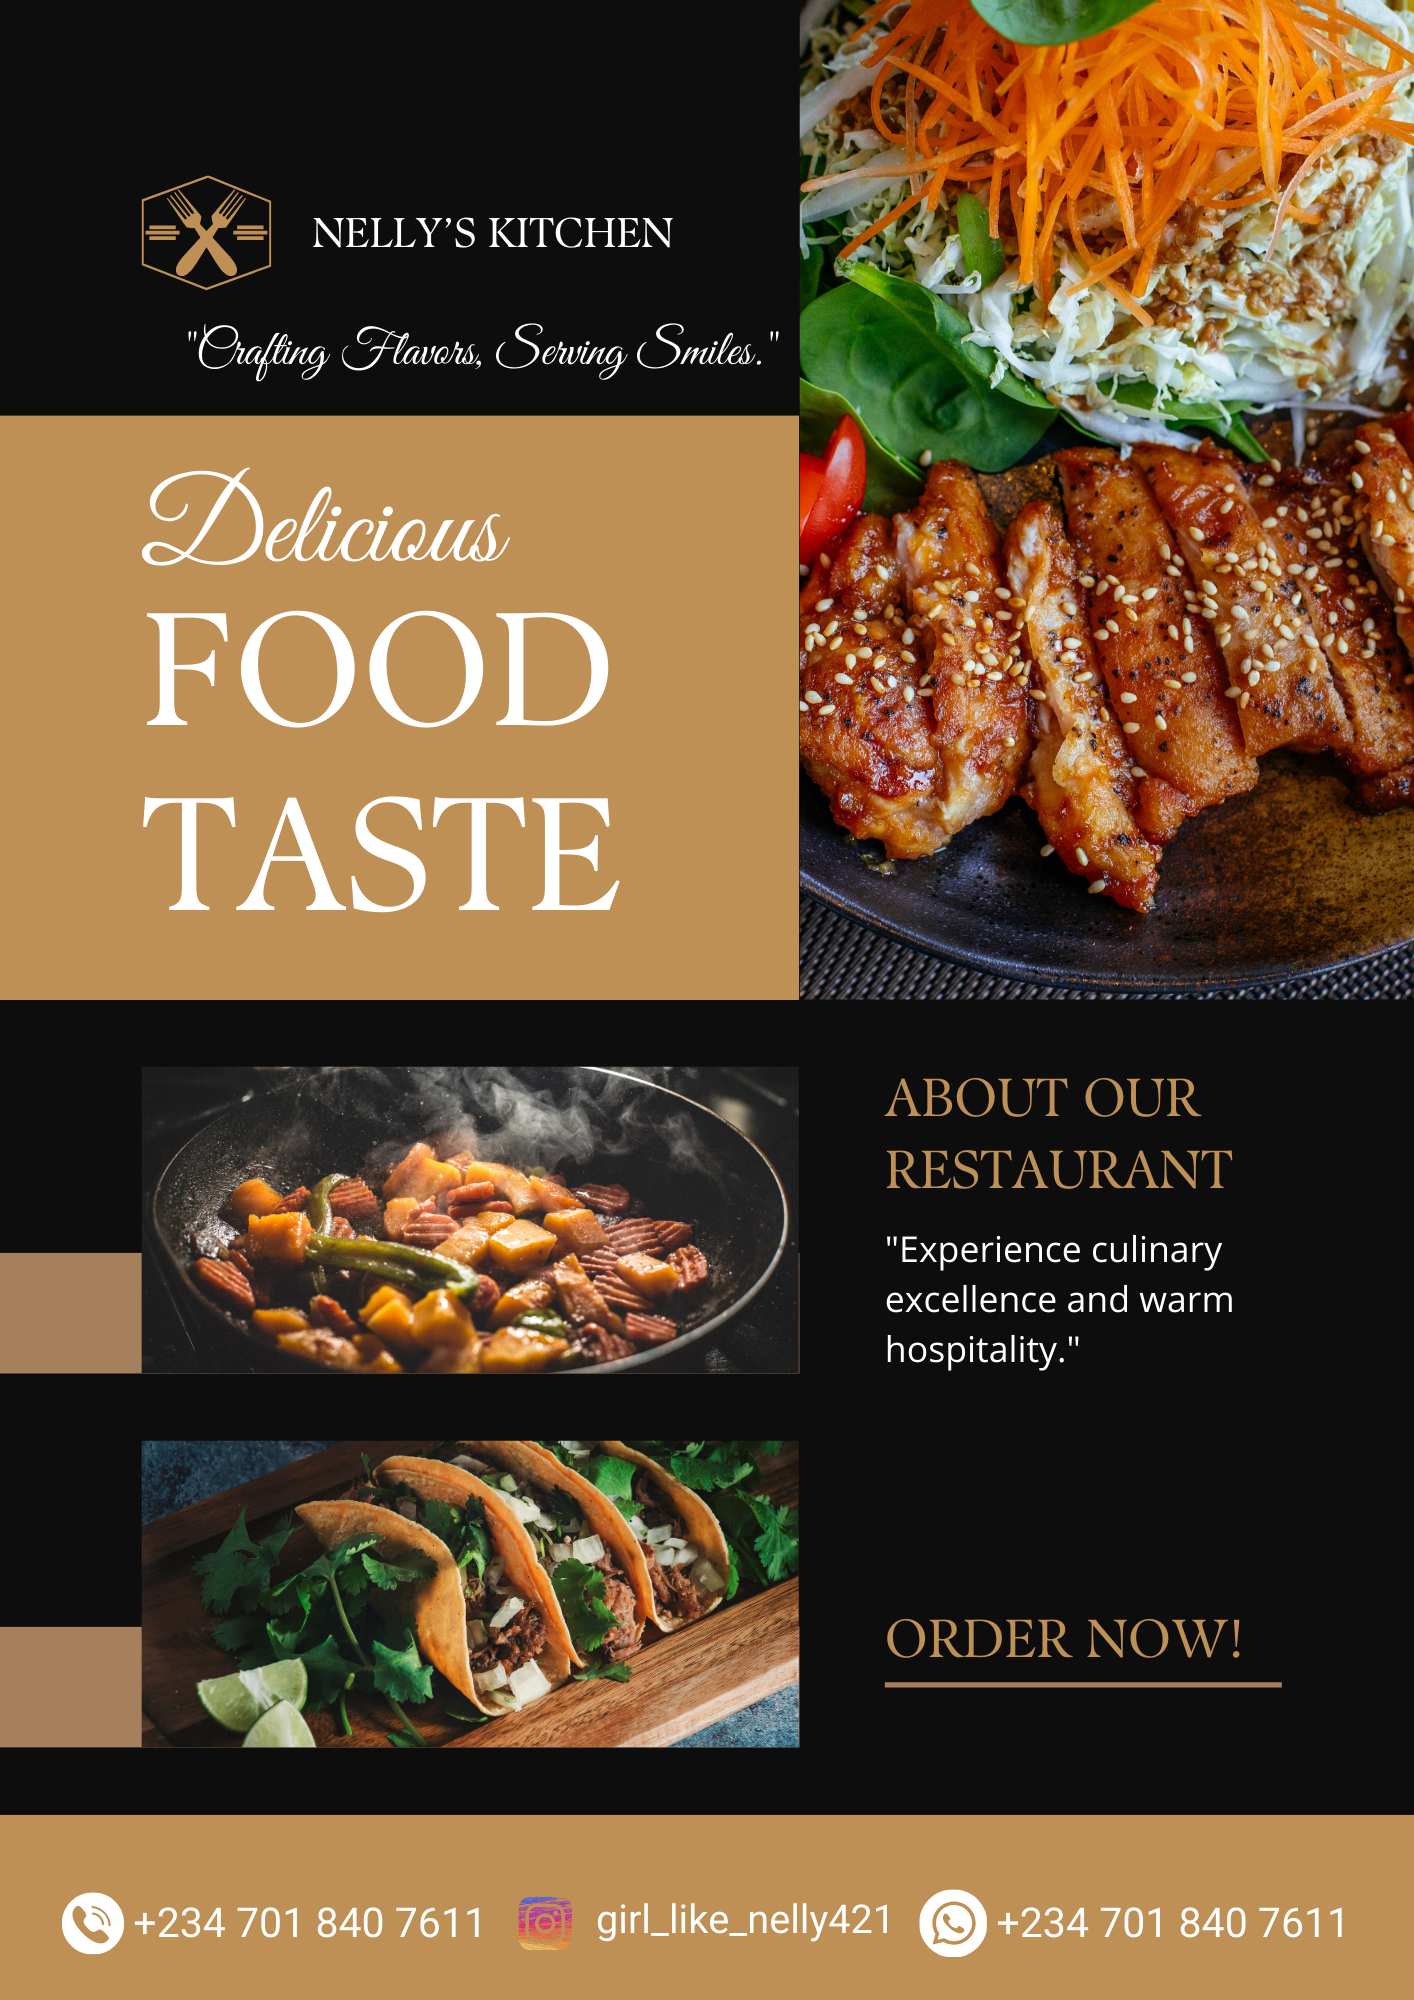 NELLY’S KITCHEN
"Crafting Flavors, Serving Smiles."
Delicious
FOOD
TASTE
ABOUT OUR
RESTAURANT
"Experience culinary
excellence and warm
hospitality."
ORDER NOW!
+234 701 840 7611
girl_like_nelly421
+234 701 840 7611